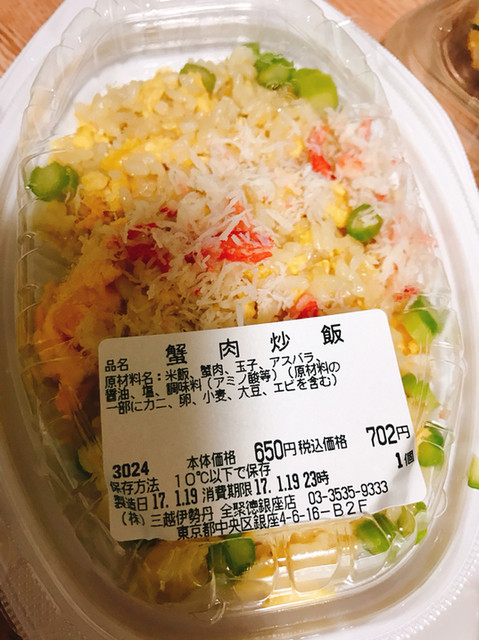 品名 蟹肉炒飯
原材料名：米飯、蟹肉、玉子、アスパラ、
醤油、塩、調味料（アミノ酸等）（原材料の
一部にカニ、卵、小麦、大豆、エビを含む）
本体価格 650円 税込価格 702円
3024 1個
保存方法 10℃以下で保存
製造日 17. 1.19 消費期限 17. 1.19 23時
（株）三越伊勢丹 全聚徳銀座店 03-3535-9333
東京都中央区銀座4-6-16-B2F